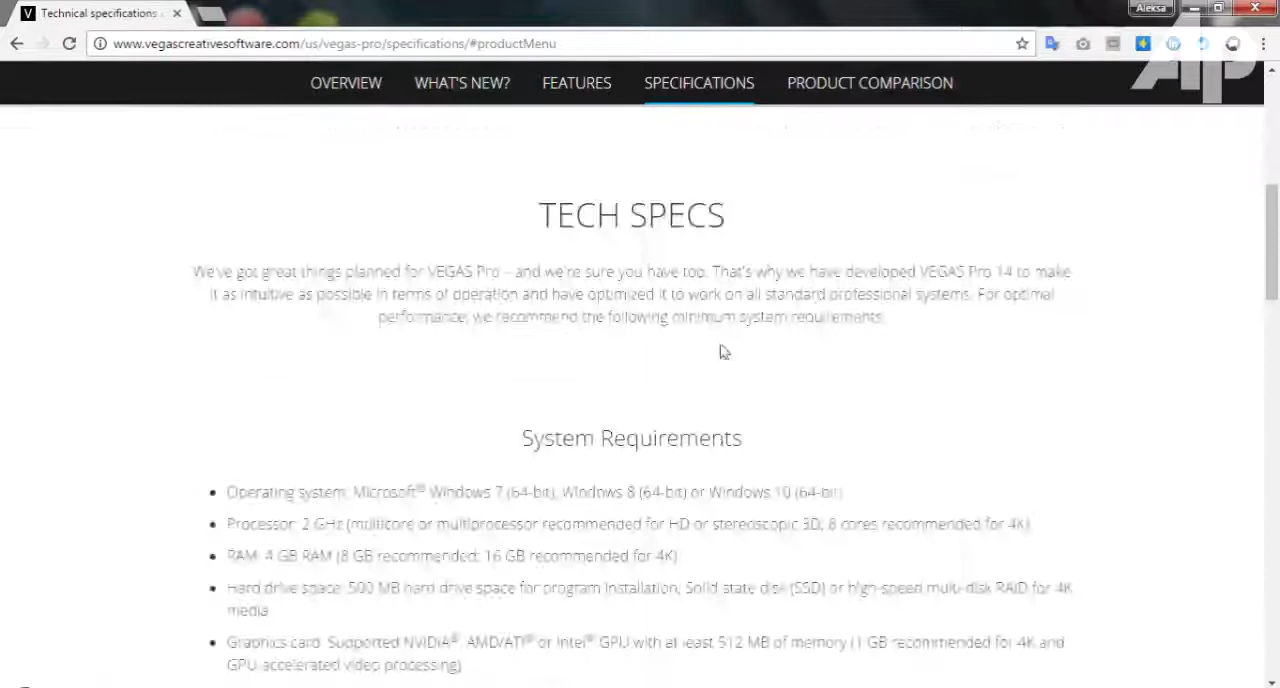 Technical specifications
Aleksa
www.vegascreativesoftware.com/us/vegas-pro/specifications/#productMenu
AIP
OVERVIEW WHAT'S NEW? FEATURES SPECIFICATIONS PRODUCT COMPARISON
TECH SPECS
We've got great things planned for VEGAS Pro – and we're sure you have too. That's why we have developed VEGAS Pro 14 to make
it as intuitive as possible in terms of operation and have optimized it to work on all standard professional systems. For optimal
performance, we recommend the following minimum system requirements:
System Requirements
• Operating system: Microsoft® Windows 7 (64-bit), Windows 8 (64-bit) or Windows 10 (64-bit)
• Processor: 2 GHz (multicore or multiprocessor recommended for HD or stereoscopic 3D; 8 cores recommended for 4K)
• RAM: 4 GB RAM (8 GB recommended; 16 GB recommended for 4K)
• Hard drive space: 500 MB hard drive space for program installation; Solid state disk (SSD) or high-speed multi-disk RAID for 4K
media
• Graphics card: Supported NVIDIA®, AMD/ATI® or Intel® GPU with at least 512 MB of memory (1 GB recommended for 4K and
GPU-accelerated video processing)